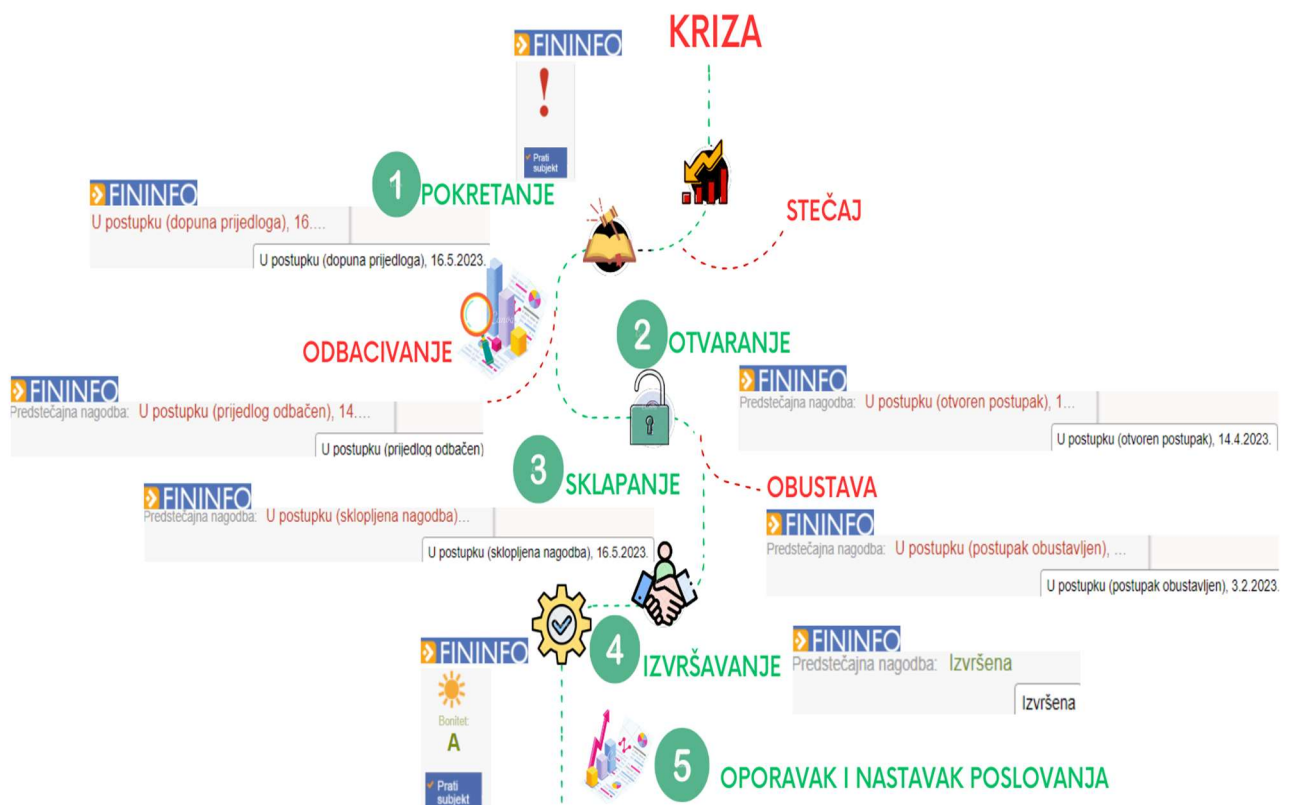 KRIZA
FININFO
!
Prati
subjekt
1
POKRETANJE
FININFO
U postupku (dopuna prijedloga), 16....
U postupku (dopuna prijedloga), 16.5.2023.
STEČAJ
2
OTVARANJE
ODBACIVANJE
FININFO
Predstečajna nagodba: U postupku (prijedlog odbačen), 14....
U postupku (prijedlog odbačen)
FININFO
Predstečajna nagodba: U postupku (otvoren postupak), 1...
U postupku (otvoren postupak), 14.4.2023.
3
SKLAPANJE
OBUSTAVA
FININFO
Predstečajna nagodba: U postupku (sklopljena nagodba)...
U postupku (sklopljena nagodba), 16.5.2023.
FININFO
Predstečajna nagodba: U postupku (postupak obustavljen), ...
U postupku (postupak obustavljen), 3.2.2023.
4
IZVRŠAVANJE
FININFO
Predstečajna nagodba: Izvršena
Izvršena
FININFO
Bonitet:
A
Prati
subjekt
5
OPORAVAK I NASTAVAK POSLOVANJA